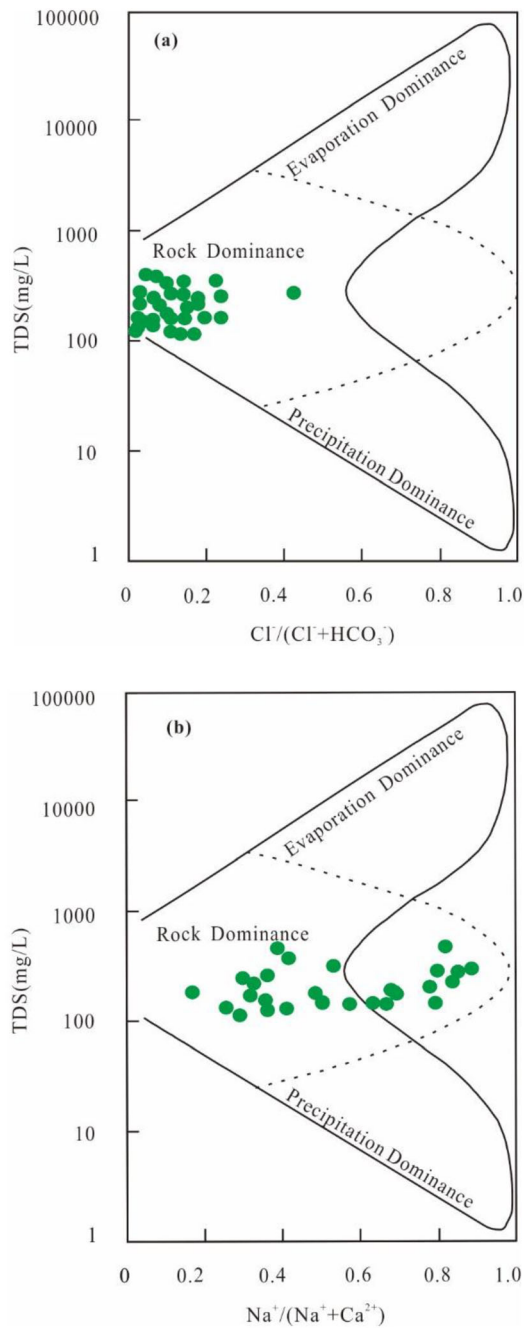 100000
(a)
10000
Evaporation Dominance
1000
Rock Dominance
TDS(mg/L)
100
Precipitation Dominance
10
1
0 0.2 0.4 0.6 0.8 1.0
Cl⁻/(Cl⁻+HCO₃⁻)
100000
(b)
10000
Evaporation Dominance
1000
Rock Dominance
TDS(mg/L)
100
Precipitation Dominance
10
1
0 0.2 0.4 0.6 0.8 1.0
Na⁺/(Na⁺+Ca²⁺)